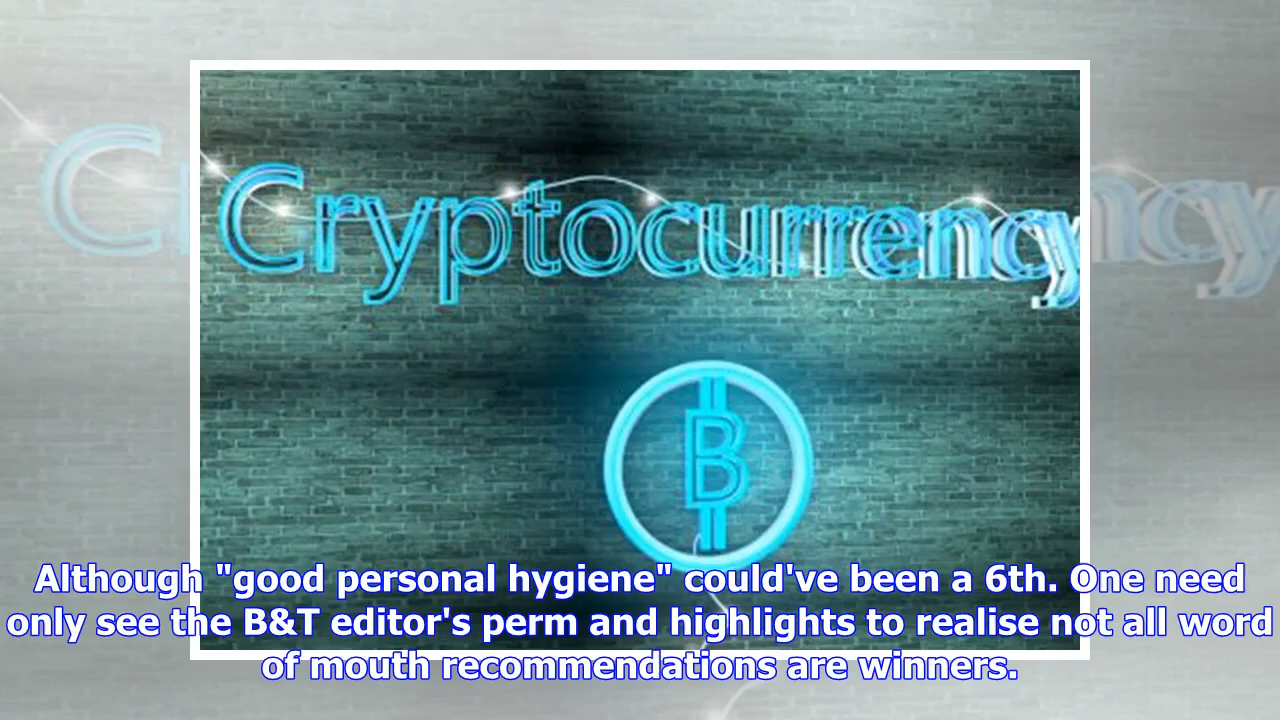 Cryptocurrency
B
Although "good personal hygiene" could've been a 6th. One need
only see the B&T editor's perm and highlights to realise not all word
of mouth recommendations are winners.